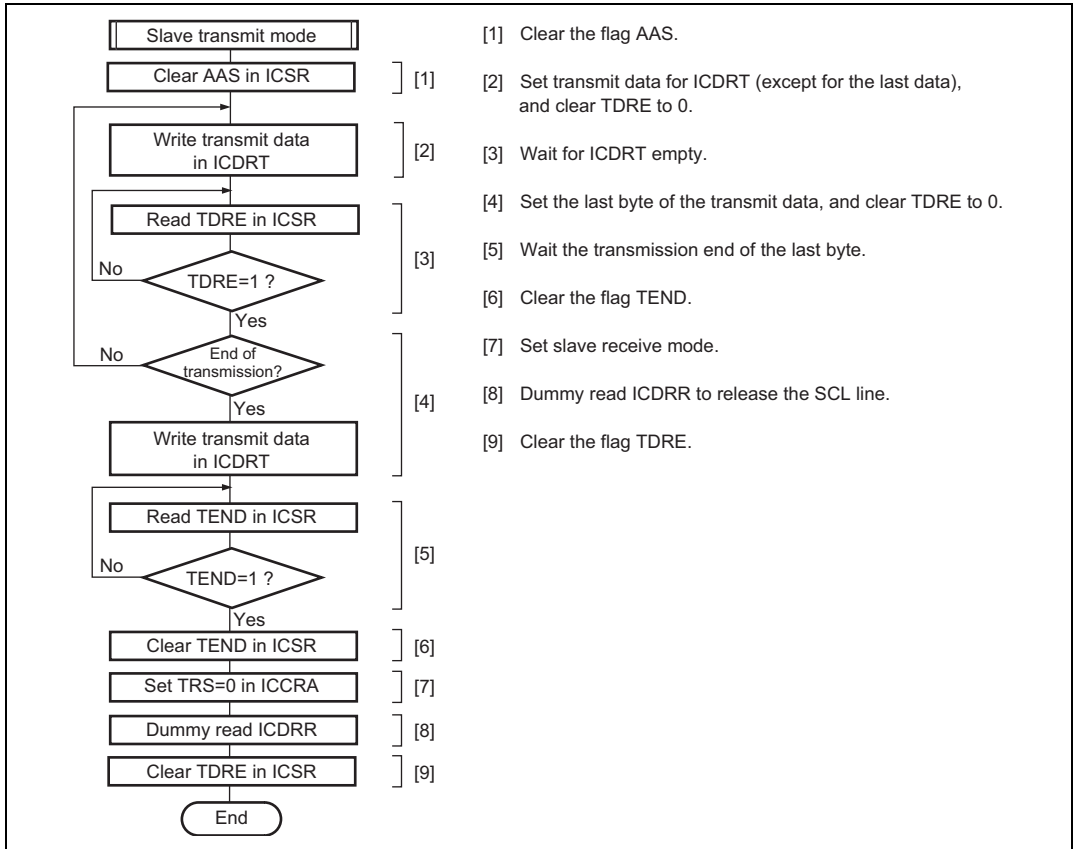 Slave transmit mode
Clear AAS in ICSR
[1]
Write transmit data
in ICDRT
[2]
Read TDRE in ICSR
No
TDRE=1 ?
[3]
Yes
No
End of
transmission?
[4]
Yes
Write transmit data
in ICDRT
Read TEND in ICSR
No
TEND=1 ?
[5]
Yes
Clear TEND in ICSR
[6]
Set TRS=0 in ICCRA
[7]
Dummy read ICDRR
[8]
Clear TDRE in ICSR
[9]
End
[1] Clear the flag AAS.
[2] Set transmit data for ICDRT (except for the last data),
and clear TDRE to 0.
[3] Wait for ICDRT empty.
[4] Set the last byte of the transmit data, and clear TDRE to 0.
[5] Wait the transmission end of the last byte.
[6] Clear the flag TEND.
[7] Set slave receive mode.
[8] Dummy read ICDRR to release the SCL line.
[9] Clear the flag TDRE.